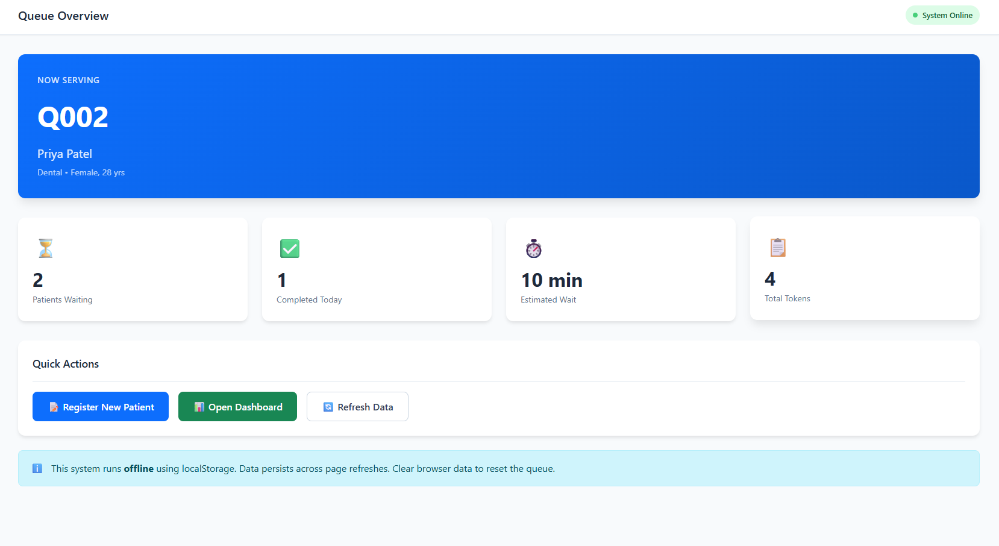 Queue Overview
System Online
NOW SERVING
Q002
Priya Patel
Dental • Female, 28 yrs
2
Patients Waiting
1
Completed Today
10 min
Estimated Wait
4
Total Tokens
Quick Actions
Register New Patient
Open Dashboard
Refresh Data
This system runs offline using localStorage. Data persists across page refreshes. Clear browser data to reset the queue.